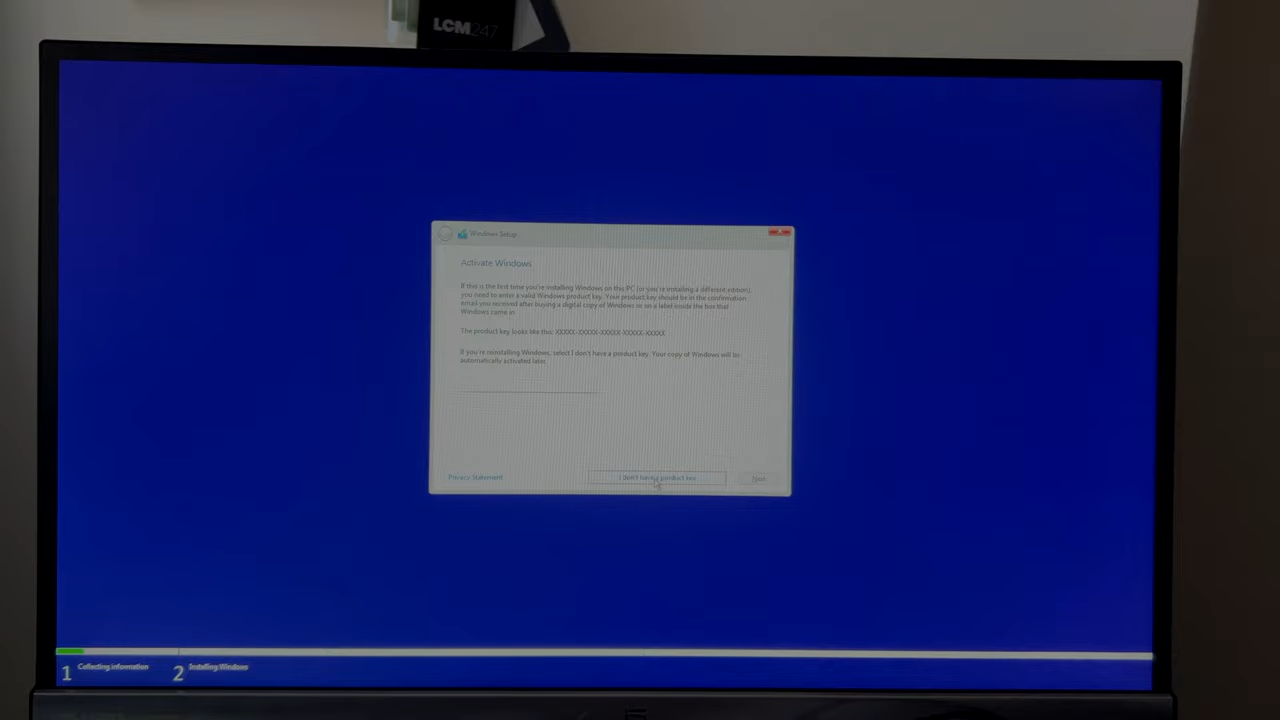 LCM247
Windows Setup
Activate Windows
If this is the first time you're installing Windows on this PC (or you're installing a different edition),
you need to enter a valid Windows product key. Your product key should be in the confirmation
email you received after buying a digital copy of Windows or on a label inside the box that
Windows came in.
The product key looks like this: XXXXX-XXXXX-XXXXX-XXXXX-XXXXX
If you're reinstalling Windows, select I don't have a product key. Your copy of Windows will be
automatically activated later.
Privacy Statement
I don't have a product key
Next
1 Collecting information
2 Installing Windows